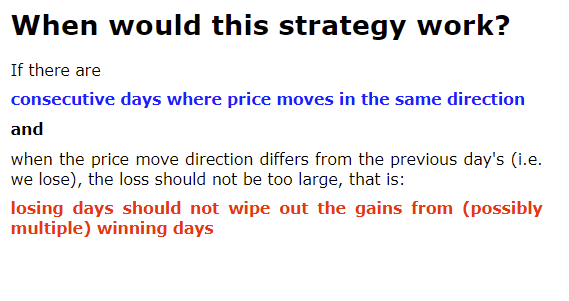 When would this strategy work?
If there are
consecutive days where price moves in the same direction
and
when the price move direction differs from the previous day's (i.e.
we lose), the loss should not be too large, that is:
losing days should not wipe out the gains from (possibly
multiple) winning days